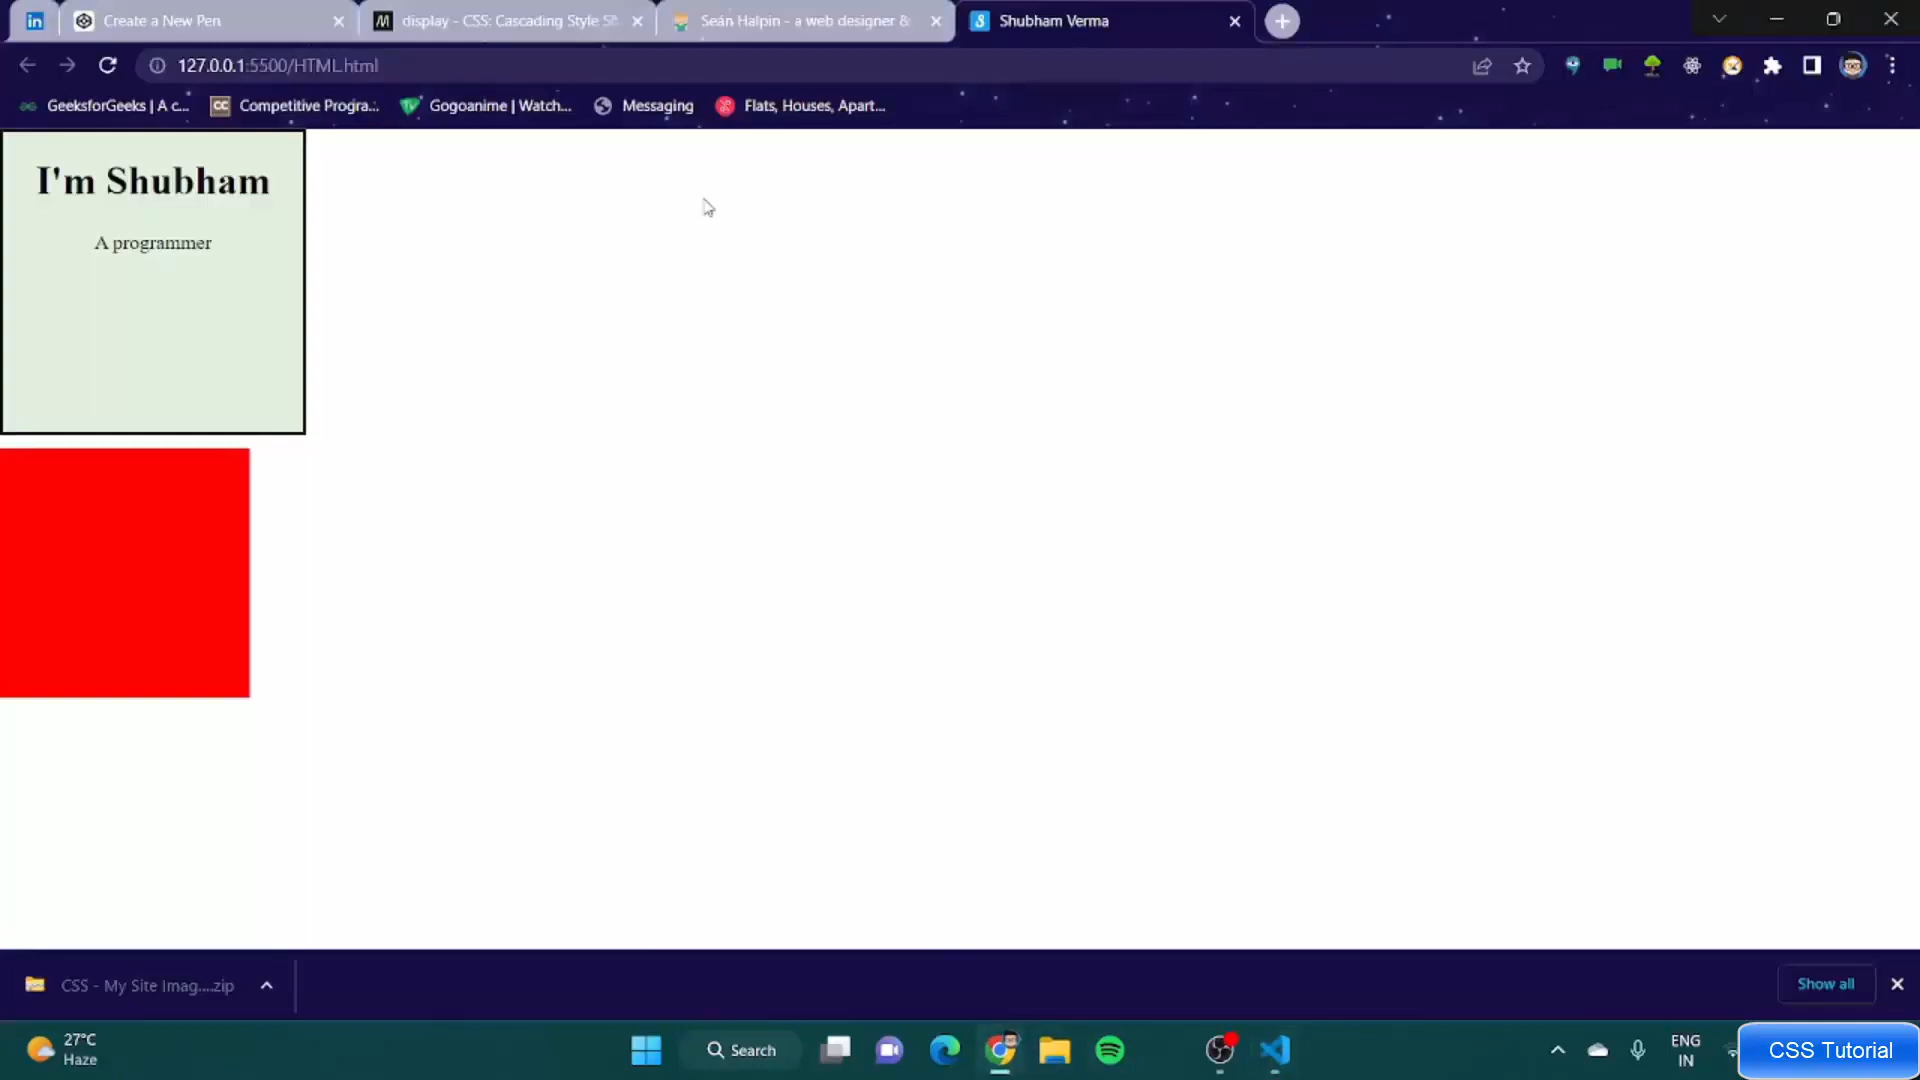 in Create a New Pen display - CSS: Cascading Style Sh Seán Halpin - a web designer & Shubham Verma
127.0.0.1:5500/HTML.html
GeeksforGeeks | A c... CC Competitive Progra... Gogoanime | Watch... Messaging Flats, Houses, Apart...
I'm Shubham
A programmer
CSS - My Site Imag....zip Show all
27°C
Haze
Search
ENG
IN
CSS Tutorial